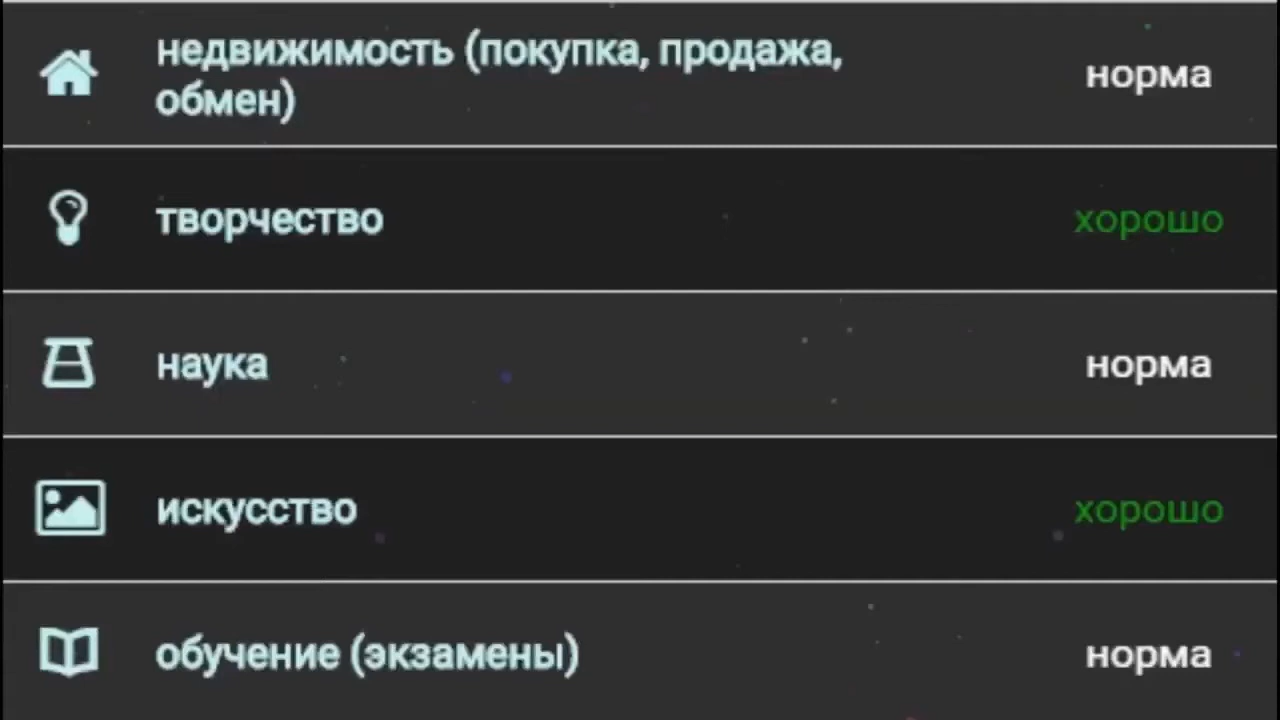 недвижимость (покупка, продажа,
обмен)
норма
творчество
хорошо
наука
норма
искусство
хорошо
обучение (экзамены)
норма